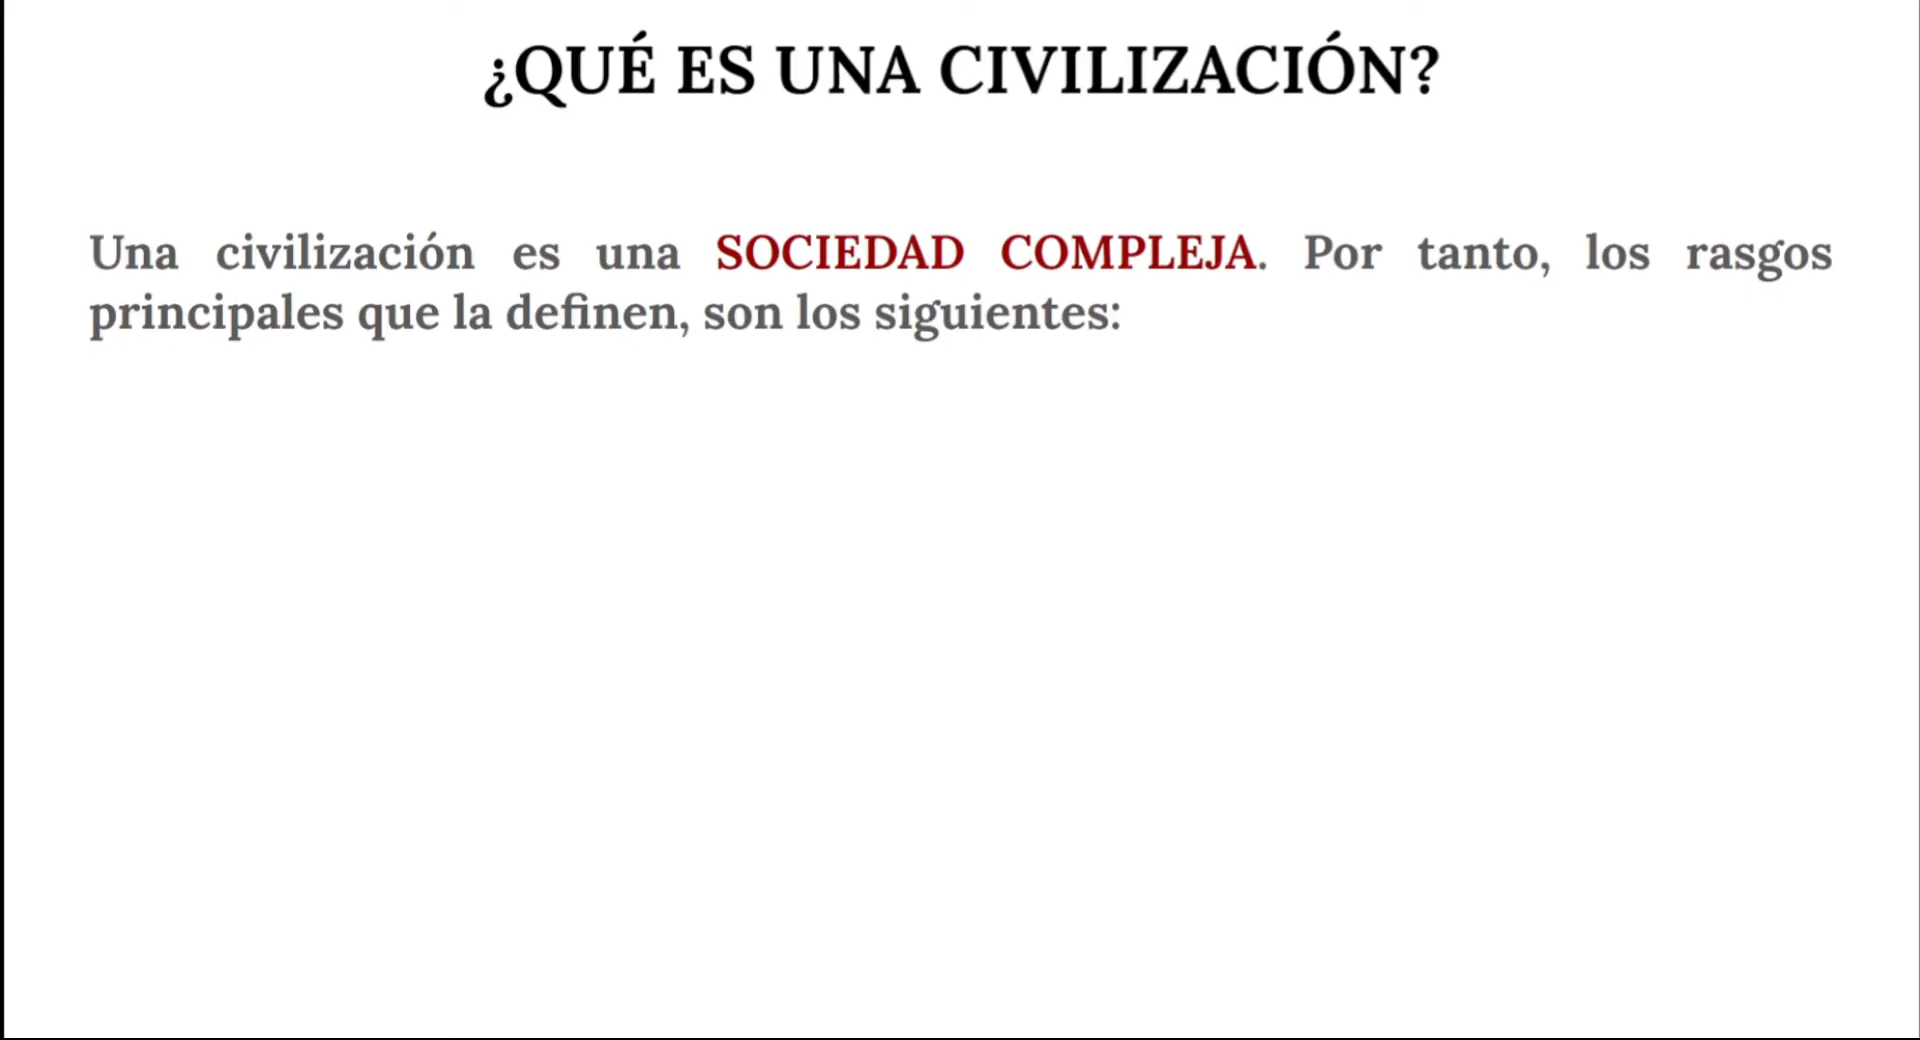 ¿QUÉ ES UNA CIVILIZACIÓN?
Una civilización es una SOCIEDAD COMPLEJA. Por tanto, los rasgos
principales que la definen, son los siguientes: